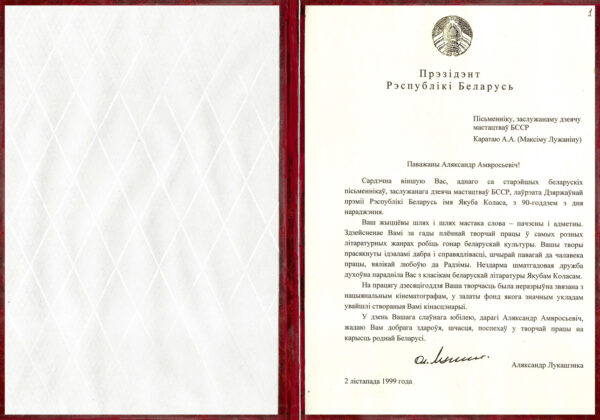 1
Прэзідэнт
Рэспублікі Беларусь
Пісьменніку, заслужанаму дзеячу
мастацтваў БССР
Каратаю А.А. (Максіму Лужаніну)
Паважаны Аляксандр Амвросьевіч!
Сардэчна віншую Вас, аднаго са старэйшых беларускіх
пісьменнікаў, заслужанага дзеяча мастацтваў БССР, лаўрэата Дзяржаўнай
прэміі Рэспублікі Беларусь імя Якуба Коласа, з 90-годдзем з дня
нараджэння.
Ваш жыццёвы шлях і шлях мастака слова – пачэсны і адметны.
Здзейсненае Вамі за гады плённай творчай працы ў самых розных
літаратурных жанрах робіць гонар беларускай культуры. Вашы творы
прасякнуты ідэаламі дабра і справядлівасці, шчырай павагай да чалавека
працы, вялікай любоўю да Радзімы. Нездарма шматгадовая дружба
духоўна парадніла Вас з класікам беларускай літаратуры Якубам Коласам.
На працягу дзесяцігоддзя Ваша творчасць была неразрыўна звязана з
нацыянальным кінематографам, у залаты фонд якога значным укладам
увайшлі створаныя Вамі кінасцэнарыі.
У дзень Вашага слаўнага юбілею, дарагі Аляксандр Амвросьевіч,
жадаю Вам добрага здароўя, шчасця, поспехаў у творчай працы на
карысць роднай Беларусі.
Аляксандр Лукашэнка
2 лістапада 1999 года